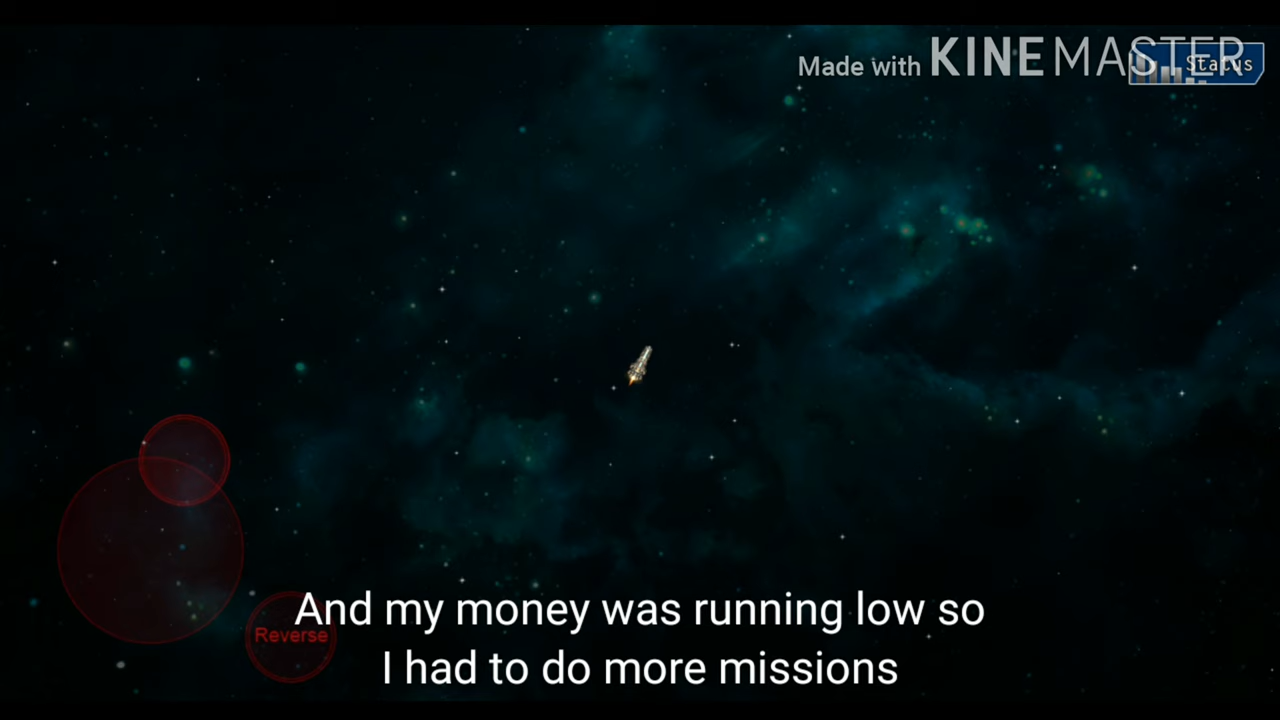 Made with KINEMASTER
Status
Reverse
And my money was running low so
I had to do more missions